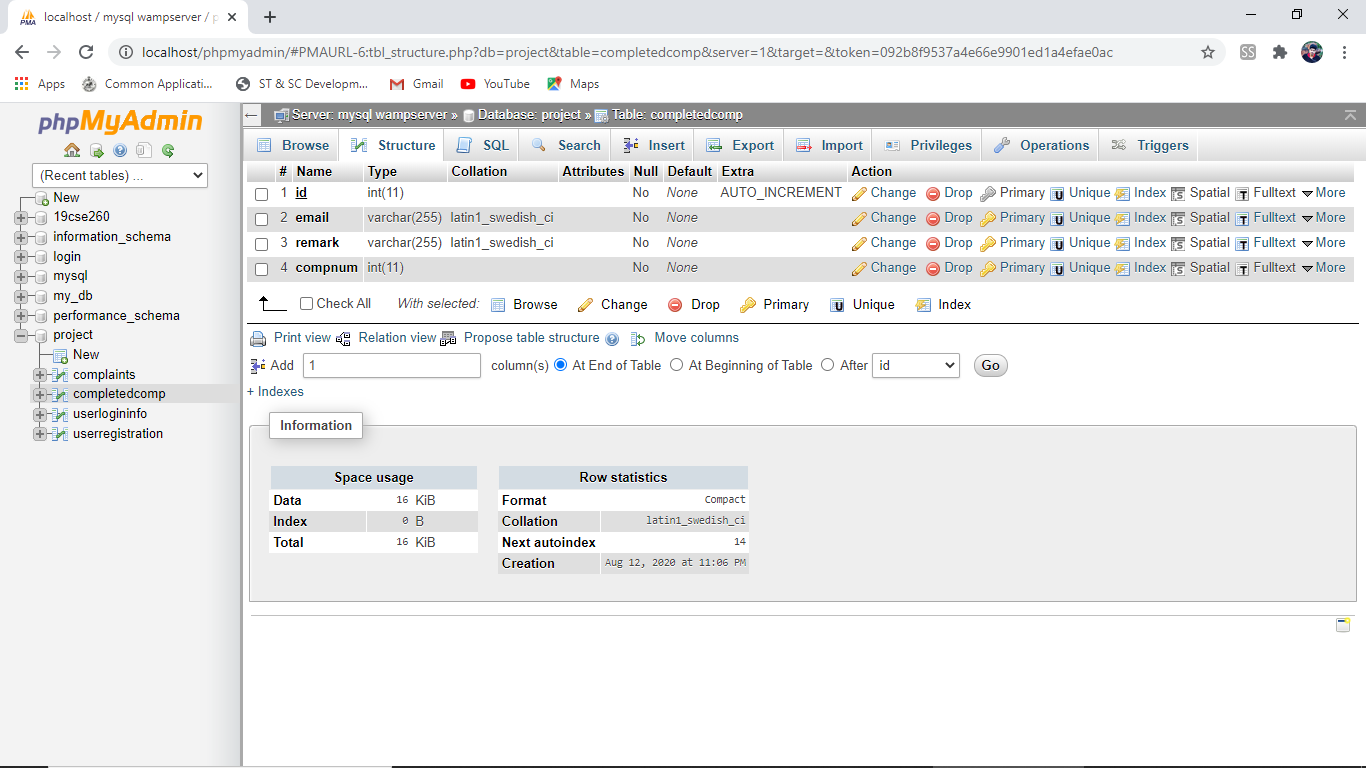 localhost / mysql wampserver / p
localhost/phpmyadmin/#PMAURL-6:tbl_structure.php?db=project&table=completedcomp&server=1&target=&token=092b8f9537a4e66e9901ed1a4efae0ac
SS
Apps Common Applicati... ST & SC Developm... Gmail YouTube Maps
phpMyAdmin
(Recent tables) ...
New
19cse260
information_schema
login
mysql
my_db
performance_schema
project
New
complaints
completedcomp
userlogininfo
userregistration
Server: mysql wampserver » Database: project » Table: completedcomp
Browse Structure SQL Search Insert Export Import Privileges Operations Triggers
# Name Type Collation Attributes Null Default Extra Action
1 id int(11) No None AUTO_INCREMENT Change Drop Primary Unique Index Spatial Fulltext More
2 email varchar(255) latin1_swedish_ci No None Change Drop Primary Unique Index Spatial Fulltext More
3 remark varchar(255) latin1_swedish_ci No None Change Drop Primary Unique Index Spatial Fulltext More
4 compnum int(11) No None Change Drop Primary Unique Index Spatial Fulltext More
Check All With selected: Browse Change Drop Primary Unique Index
Print view Relation view Propose table structure Move columns
Add 1 column(s) At End of Table At Beginning of Table After id Go
+ Indexes
Information
Space usage
Data 16 KiB
Index 0 B
Total 16 KiB
Row statistics
Format Compact
Collation latin1_swedish_ci
Next autoindex 14
Creation Aug 12, 2020 at 11:06 PM